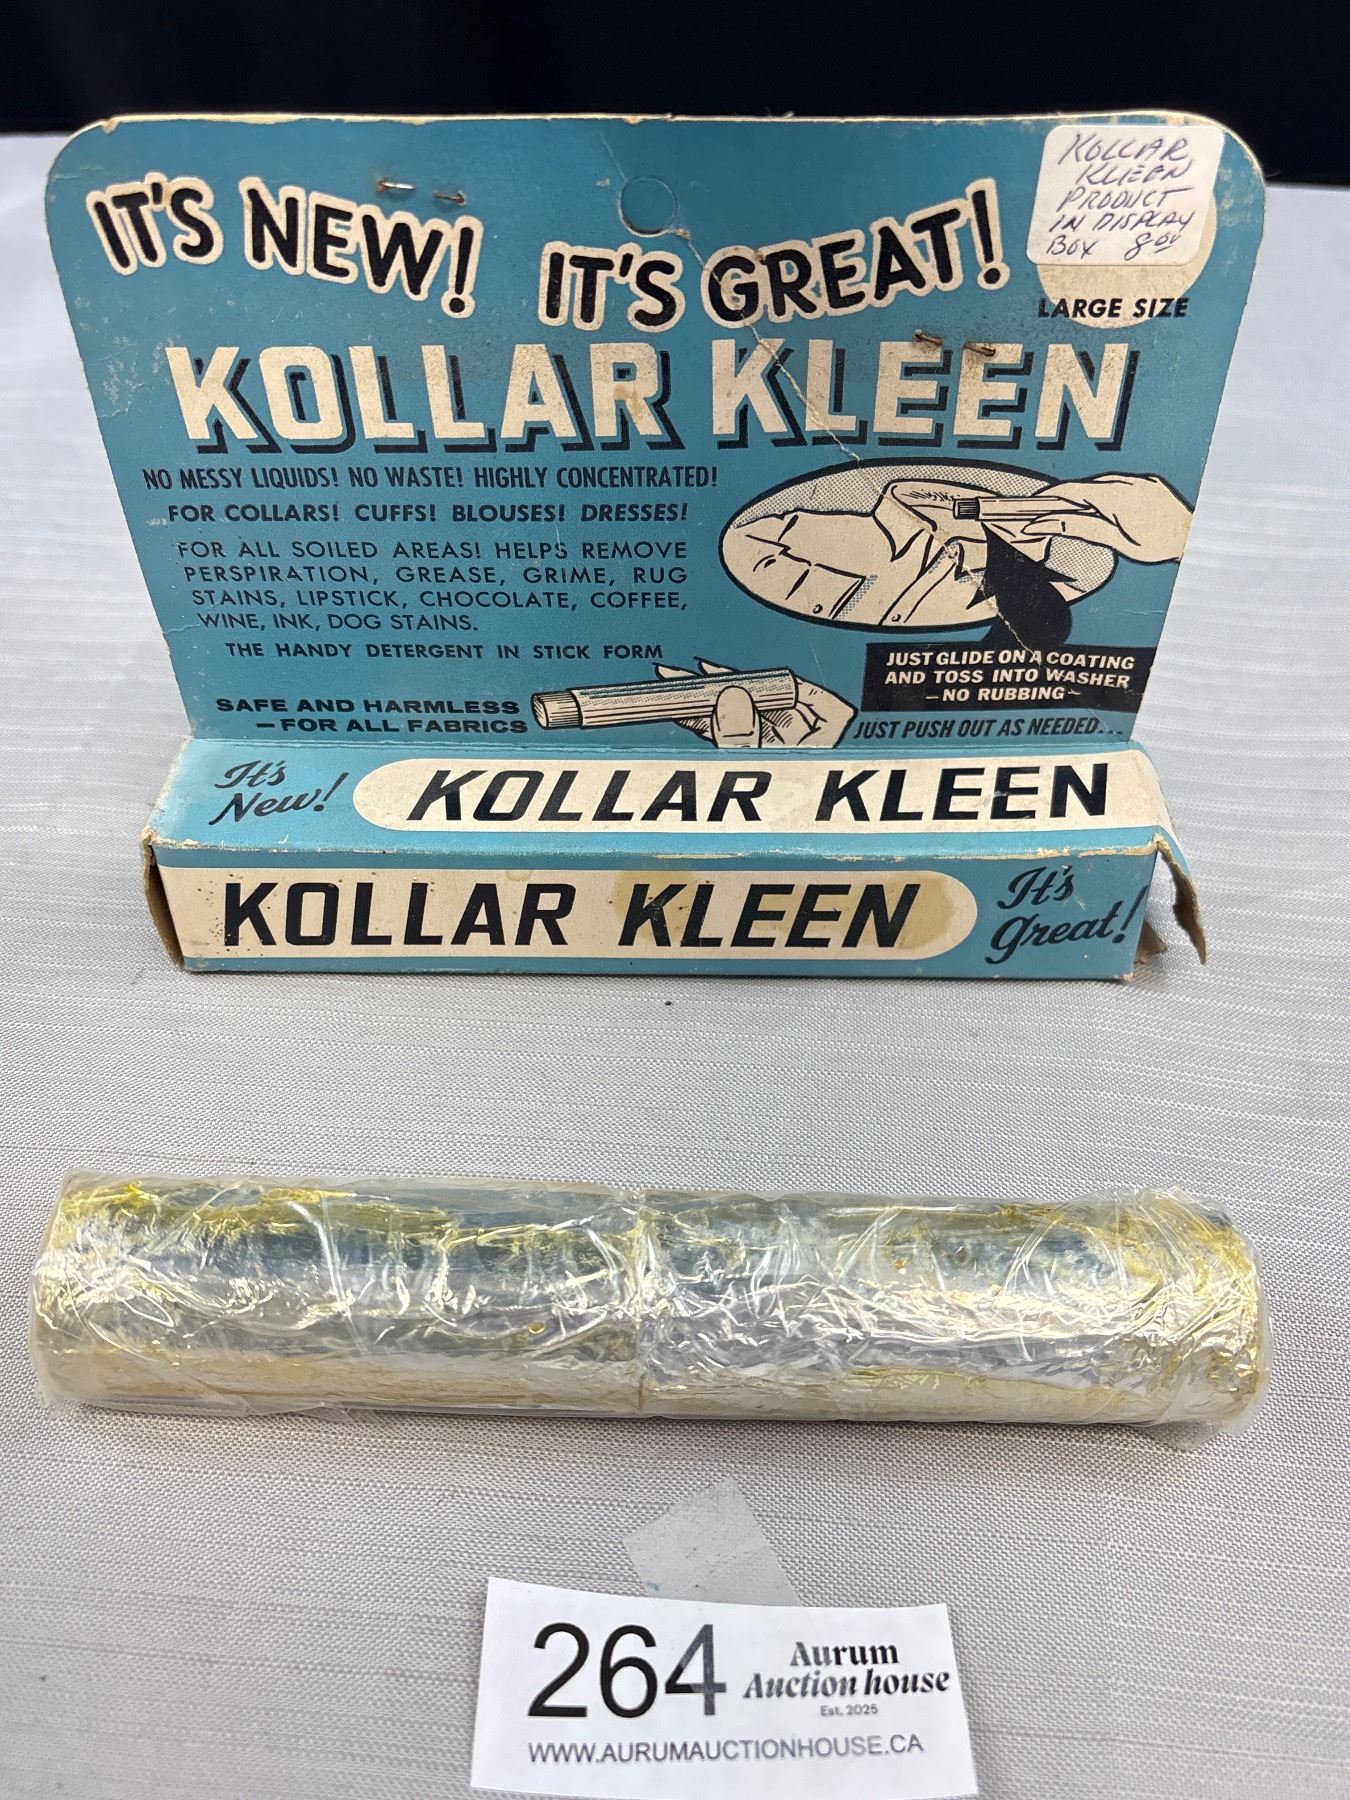 IT'S NEW! IT'S GREAT!
KOLLAR
KLEEN
PRODUCT
IN DISPLAY
BOX 8.00
LARGE SIZE
KOLLAR KLEEN
NO MESSY LIQUIDS! NO WASTE! HIGHLY CONCENTRATED!
FOR COLLARS! CUFFS! BLOUSES! DRESSES!
FOR ALL SOILED AREAS! HELPS REMOVE
PERSPIRATION, GREASE, GRIME, RUG
STAINS, LIPSTICK, CHOCOLATE, COFFEE,
WINE, INK, DOG STAINS.
THE HANDY DETERGENT IN STICK FORM
SAFE AND HARMLESS
—FOR ALL FABRICS
JUST GLIDE ON A COATING
AND TOSS INTO WASHER
—NO RUBBING—
JUST PUSH OUT AS NEEDED...
It's
New!
KOLLAR KLEEN
KOLLAR KLEEN
It's
Great!
264
Aurum
Auction house
Est. 2025
WWW.AURUMAUCTIONHOUSE.CA